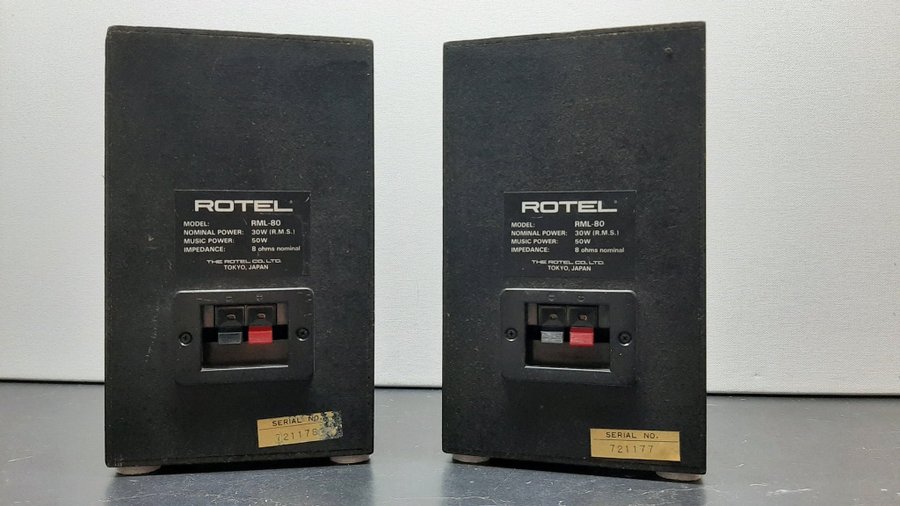 ROTEL
MODEL: RML-80
NOMINAL POWER: 30W (R.M.S.)
MUSIC POWER: 50W
IMPEDANCE: 8 ohms nominal
THE ROTEL CO., LTD.
TOKYO, JAPAN
SERIAL NO.
721176
ROTEL
MODEL: RML-80
NOMINAL POWER: 30W (R.M.S.)
MUSIC POWER: 50W
IMPEDANCE: 8 ohms nominal
THE ROTEL CO., LTD.
TOKYO, JAPAN
SERIAL NO.
721177